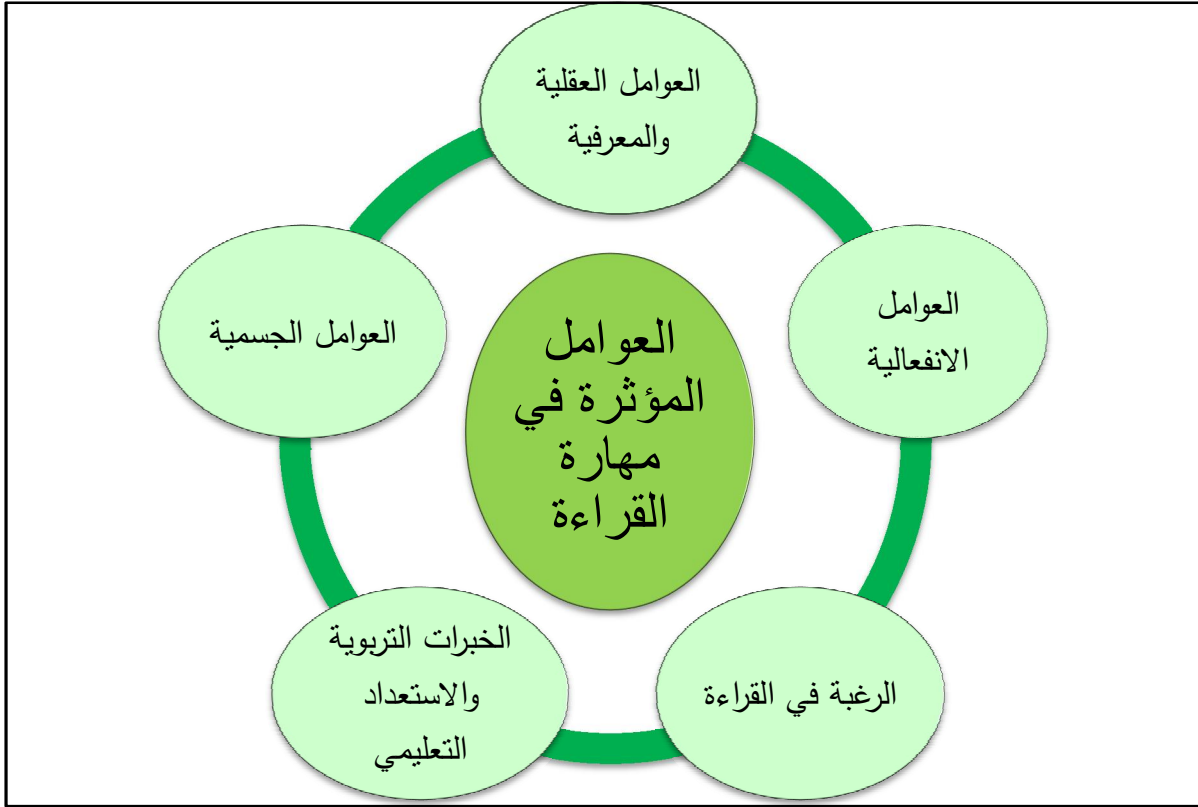 العوامل العقلية
والمعرفية
العوامل
الانفعالية
العوامل الجسمية
العوامل
المؤثرة في
مهارة
القراءة
الرغبة في القراءة
الخبرات التربوية
والاستعداد
التعليمي